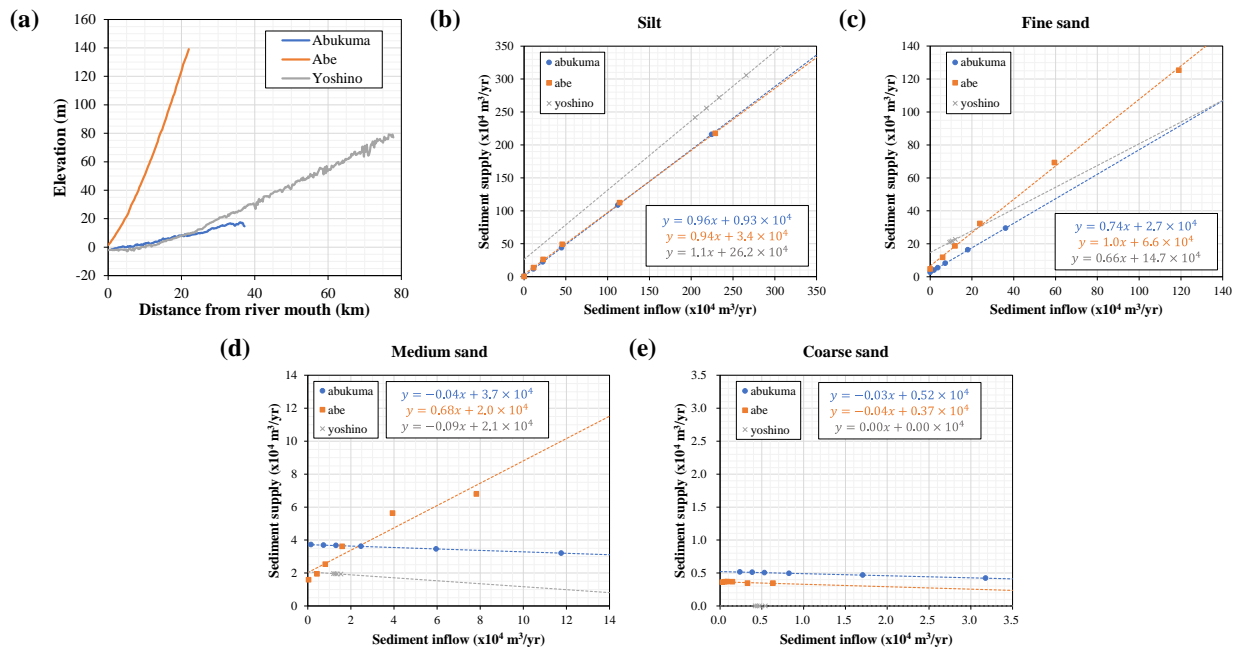 (a)
160
140
120
100
80
60
40
20
0
-20
Elevation (m)
Abukuma
Abe
Yoshino
0 20 40 60 80
Distance from river mouth (km)
(b)
Silt
350
300
250
200
150
100
50
0
Sediment supply (x10⁴ m³/yr)
abukuma
abe
yoshino
y = 0.96x + 0.93 × 10⁴
y = 0.94x + 3.4 × 10⁴
y = 1.1x + 26.2 × 10⁴
0 50 100 150 200 250 300 350
Sediment inflow (x10⁴ m³/yr)
(c)
Fine sand
140
120
100
80
60
40
20
0
Sediment supply (x10⁴ m³/yr)
abukuma
abe
yoshino
y = 0.74x + 2.7 × 10⁴
y = 1.0x + 6.6 × 10⁴
y = 0.66x + 14.7 × 10⁴
0 20 40 60 80 100 120 140
Sediment inflow (x10⁴ m³/yr)
(d)
Medium sand
14
12
10
8
6
4
2
0
Sediment supply (x10⁴ m³/yr)
abukuma
abe
yoshino
y = −0.04x + 3.7 × 10⁴
y = 0.68x + 2.0 × 10⁴
y = −0.09x + 2.1 × 10⁴
0 2 4 6 8 10 12 14
Sediment inflow (x10⁴ m³/yr)
(e)
Coarse sand
3.5
3.0
2.5
2.0
1.5
1.0
0.5
0.0
Sediment supply (x10⁴ m³/yr)
abukuma
abe
yoshino
y = −0.03x + 0.52 × 10⁴
y = −0.04x + 0.37 × 10⁴
y = 0.00x + 0.00 × 10⁴
0.0 0.5 1.0 1.5 2.0 2.5 3.0 3.5
Sediment inflow (x10⁴ m³/yr)